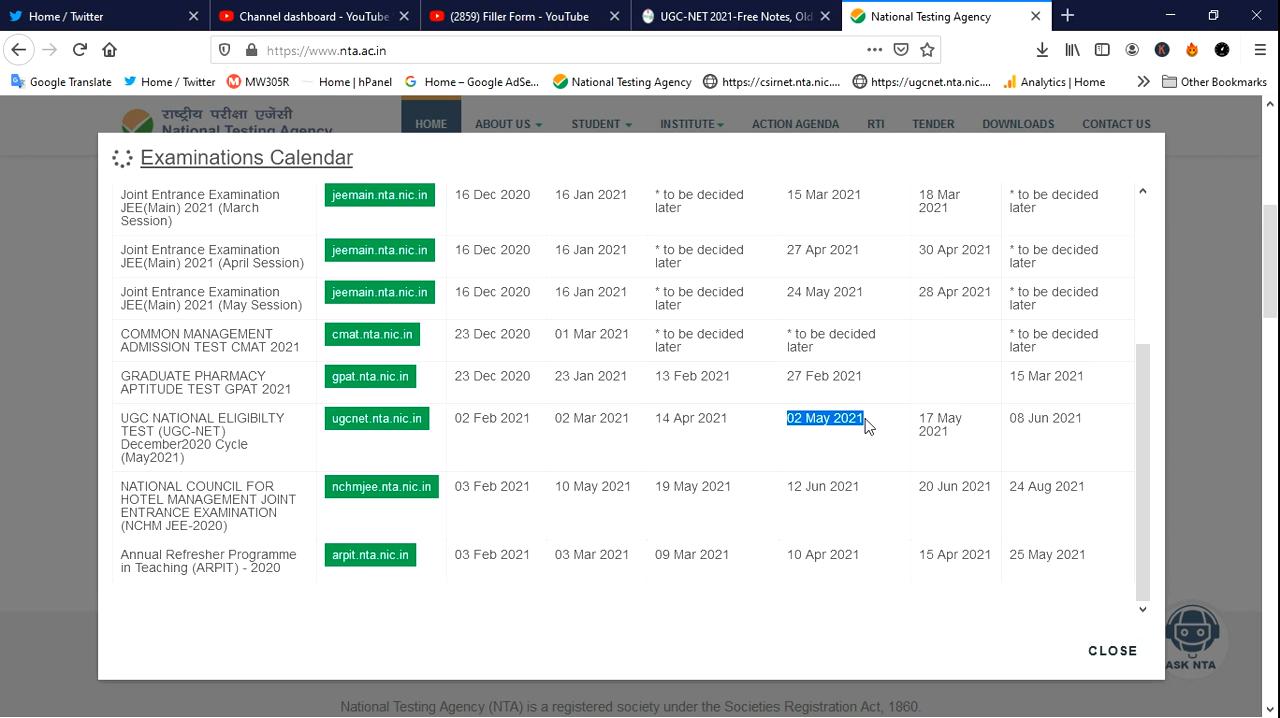 Home / Twitter
Channel dashboard - YouTube
(2859) Filler Form - YouTube
UGC-NET 2021-Free Notes, Old
National Testing Agency
https://www.nta.ac.in
Google Translate
Home / Twitter
MW305R
Home | hPanel
Home – Google AdSe...
National Testing Agency
https://csirnet.nta.nic....
https://ugcnet.nta.nic....
Analytics | Home
Other Bookmarks
राष्ट्रीय परीक्षा एजेंसी
National Testing Agency
HOME
ABOUT US
STUDENT
INSTITUTE
ACTION AGENDA
RTI
TENDER
DOWNLOADS
CONTACT US
Examinations Calendar
Joint Entrance Examination jeemain.nta.nic.in 16 Dec 2020 16 Jan 2021 * to be decided 15 Mar 2021 18 Mar * to be decided
JEE(Main) 2021 (March later 2021 later
Session)
Joint Entrance Examination jeemain.nta.nic.in 16 Dec 2020 16 Jan 2021 * to be decided 27 Apr 2021 30 Apr 2021 * to be decided
JEE(Main) 2021 (April Session) later later
Joint Entrance Examination jeemain.nta.nic.in 16 Dec 2020 16 Jan 2021 * to be decided 24 May 2021 28 Apr 2021 * to be decided
JEE(Main) 2021 (May Session) later later
COMMON MANAGEMENT cmat.nta.nic.in 23 Dec 2020 01 Mar 2021 * to be decided * to be decided * to be decided
ADMISSION TEST CMAT 2021 later later later
GRADUATE PHARMACY gpat.nta.nic.in 23 Dec 2020 23 Jan 2021 13 Feb 2021 27 Feb 2021 15 Mar 2021
APTITUDE TEST GPAT 2021
UGC NATIONAL ELIGIBILTY ugcnet.nta.nic.in 02 Feb 2021 02 Mar 2021 14 Apr 2021 02 May 2021 17 May 08 Jun 2021
TEST (UGC-NET) 2021
December2020 Cycle
(May2021)
NATIONAL COUNCIL FOR nchmjee.nta.nic.in 03 Feb 2021 10 May 2021 19 May 2021 12 Jun 2021 20 Jun 2021 24 Aug 2021
HOTEL MANAGEMENT JOINT
ENTRANCE EXAMINATION
(NCHM JEE-2020)
Annual Refresher Programme arpit.nta.nic.in 03 Feb 2021 03 Mar 2021 09 Mar 2021 10 Apr 2021 15 Apr 2021 25 May 2021
in Teaching (ARPIT) - 2020
CLOSE
ASK NTA
National Testing Agency (NTA) is a registered society under the Societies Registration Act, 1860.